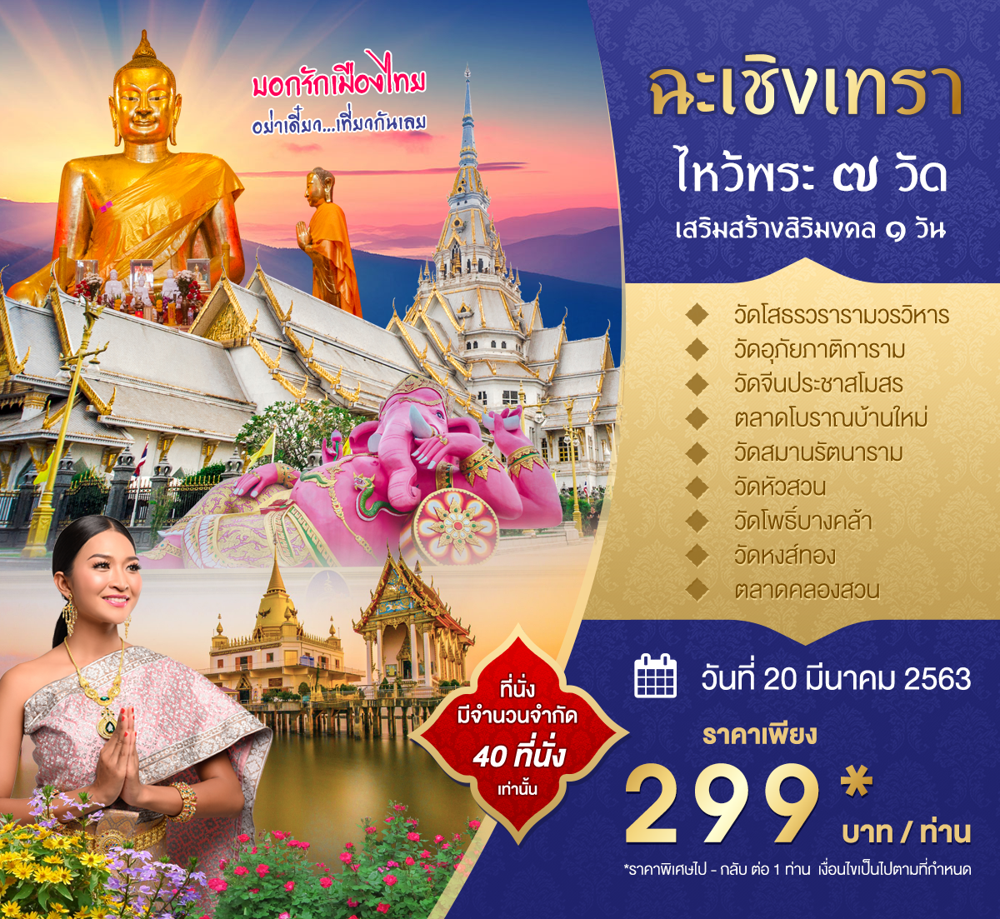 บอกรักเมืองไทย
อย่าเดี๋ยว...เที่ยวกันเลย
ฉะเชิงเทรา
ไหว้พระ ๗ วัด
เสริมสร้างสิริมงคล ๑ วัน
วัดโสธรวรารามวรวิหาร
วัดอุภัยภาติการาม
วัดจีนประชาสโมสร
ตลาดโบราณบ้านใหม่
วัดสมานรัตนาราม
วัดหัวสวน
วัดโพธิ์บางคล้า
วัดหงส์ทอง
ตลาดคลองสวน
ที่นั่ง
มีจำนวนจำกัด
40 ที่นั่ง
เท่านั้น
วันที่ 20 มีนาคม 2563
ราคาเพียง
299*
บาท / ท่าน
*ราคาพิเศษไป - กลับ ต่อ 1 ท่าน เงื่อนไขเป็นไปตามที่กำหนด